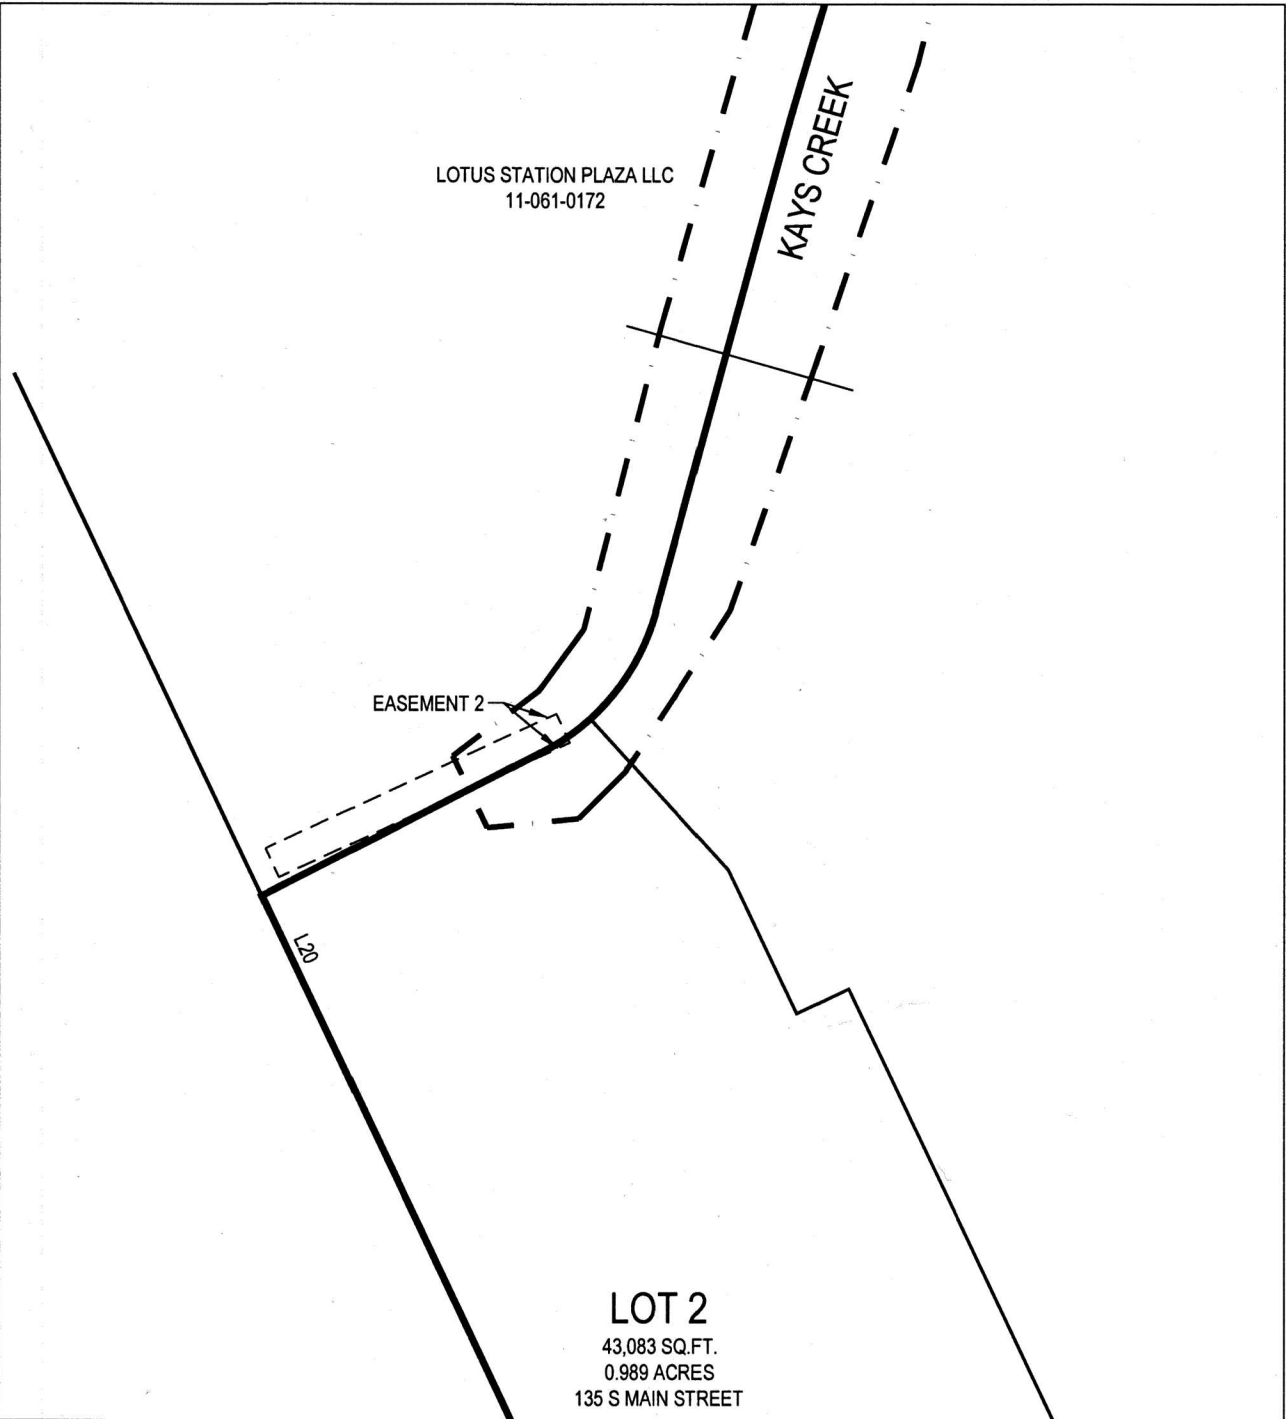 LOTUS STATION PLAZA LLC
11-061-0172
KAYS CREEK
EASEMENT 2
L20
LOT 2
43,083 SQ.FT.
0.989 ACRES
135 S MAIN STREET